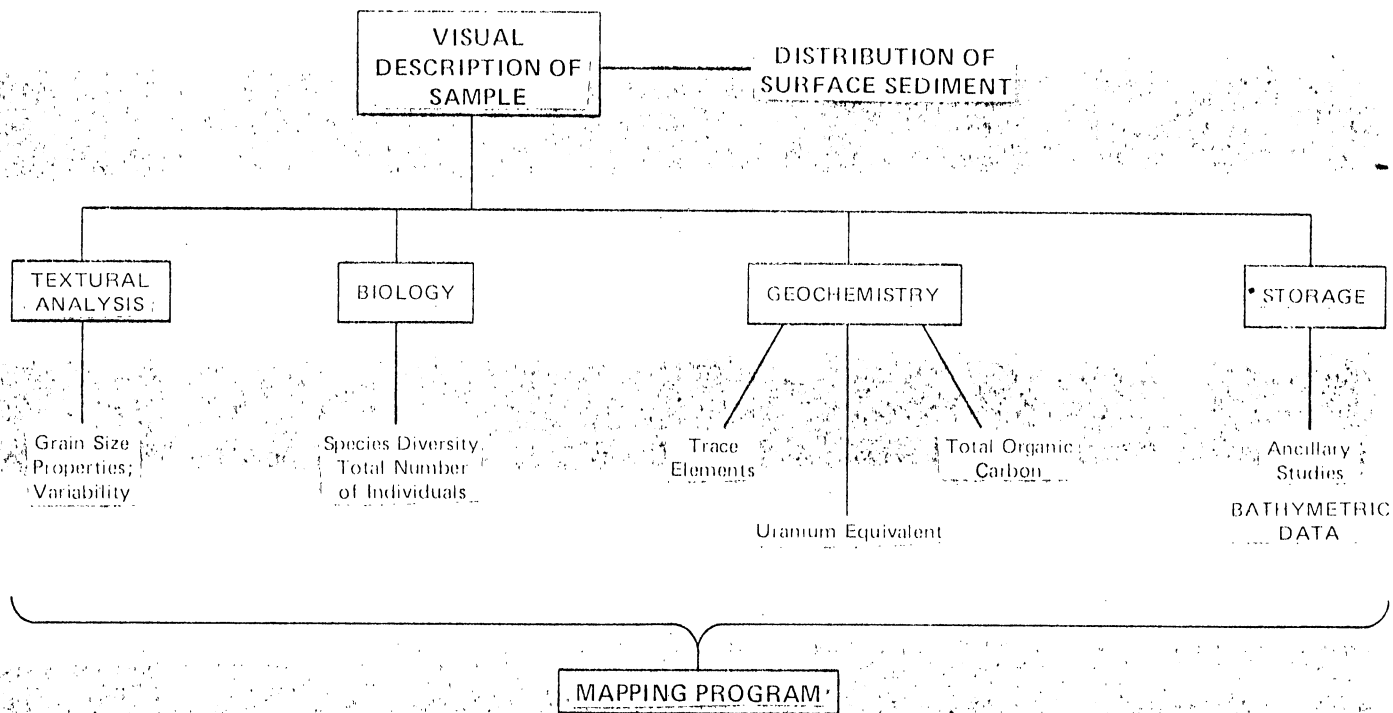 VISUAL
DESCRIPTION OF
SAMPLE
DISTRIBUTION OF
SURFACE SEDIMENT
TEXTURAL
ANALYSIS
BIOLOGY
GEOCHEMISTRY
STORAGE
Grain Size
Properties;
Variability
Species Diversity
Total Number
of Individuals
Trace
Elements
Uranium Equivalent
Total Organic
Carbon
Ancillary
Studies
BATHYMETRIC
DATA
MAPPING PROGRAM